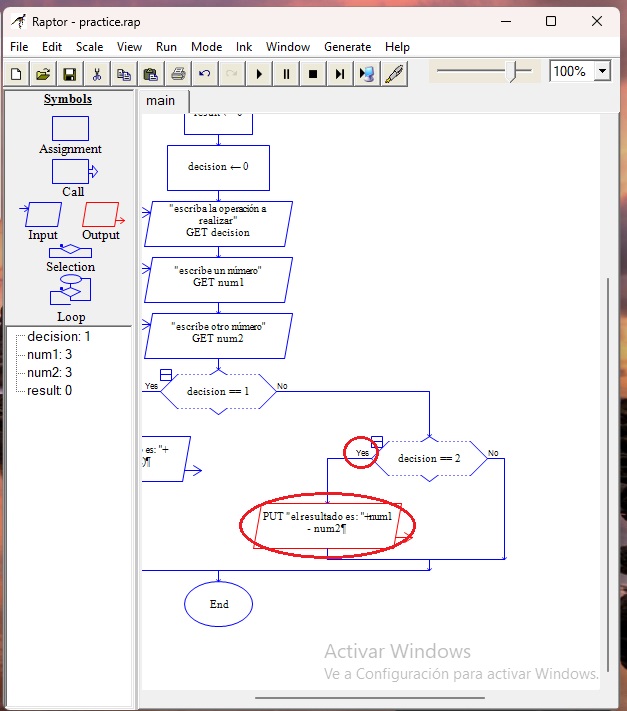 Raptor - practice.rap
File Edit Scale View Run Mode Ink Window Generate Help
100%
Symbols
Assignment
Call
Input Output
Selection
Loop
decision: 1
num1: 3
num2: 3
result: 0
main
decision ← 0
"escriba la operación a
realizar"
GET decision
"escribe un número"
GET num1
"escribe otro número"
GET num2
Yes decision == 1 No
es: "+
)¶
Yes decision == 2 No
PUT "el resultado es: "+num1
- num2¶
End
Activar Windows
Ve a Configuración para activar Windows.